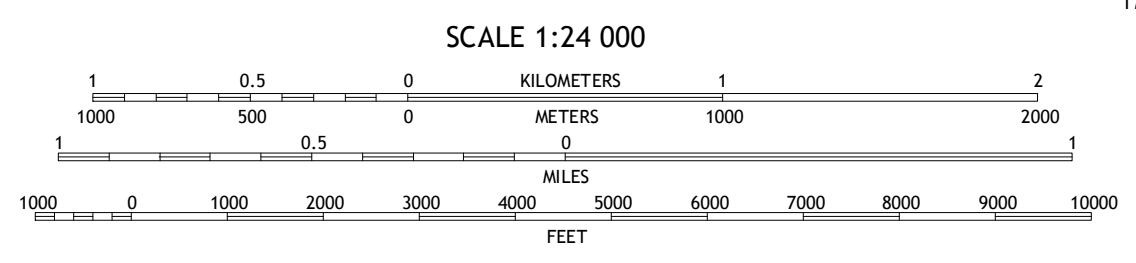 SCALE 1:24 000
1 0.5 0 KILOMETERS 1 2
1000 500 0 METERS 1000 2000
1 0.5 0 1
MILES
1000 0 1000 2000 3000 4000 5000 6000 7000 8000 9000 10000
FEET